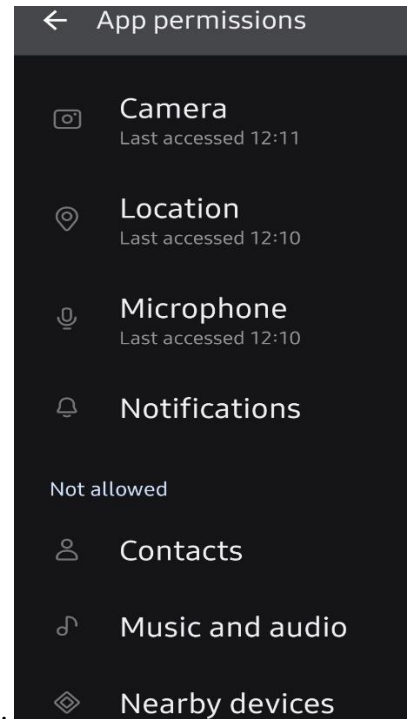 App permissions
Camera
Last accessed 12:11
Location
Last accessed 12:10
Microphone
Last accessed 12:10
Notifications
Not allowed
Contacts
Music and audio
Nearby devices